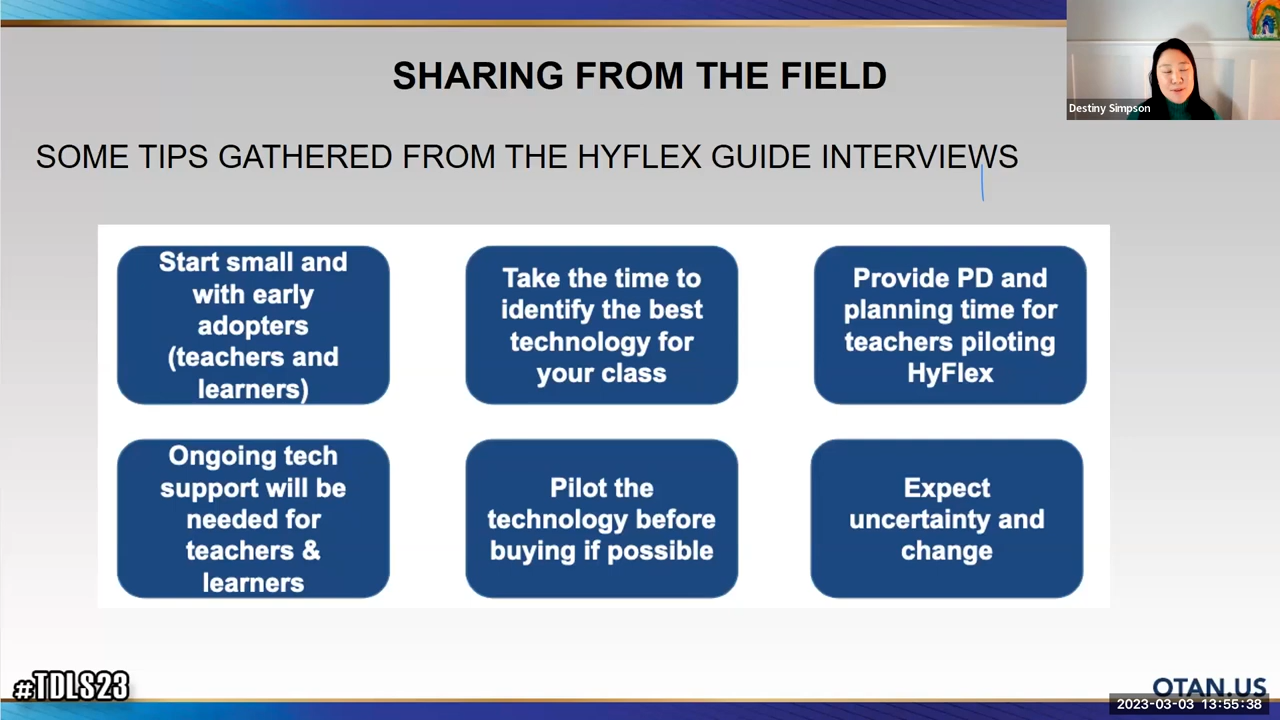 SHARING FROM THE FIELD
Destiny Simpson
SOME TIPS GATHERED FROM THE HYFLEX GUIDE INTERVIEWS
Start small and
with early
adopters
(teachers and
learners)
Take the time to
identify the best
technology for
your class
Provide PD and
planning time for
teachers piloting
HyFlex
Ongoing tech
support will be
needed for
teachers &
learners
Pilot the
technology before
buying if possible
Expect
uncertainty and
change
#TDLS23
OTAN.US
2023-03-03 13:55:38